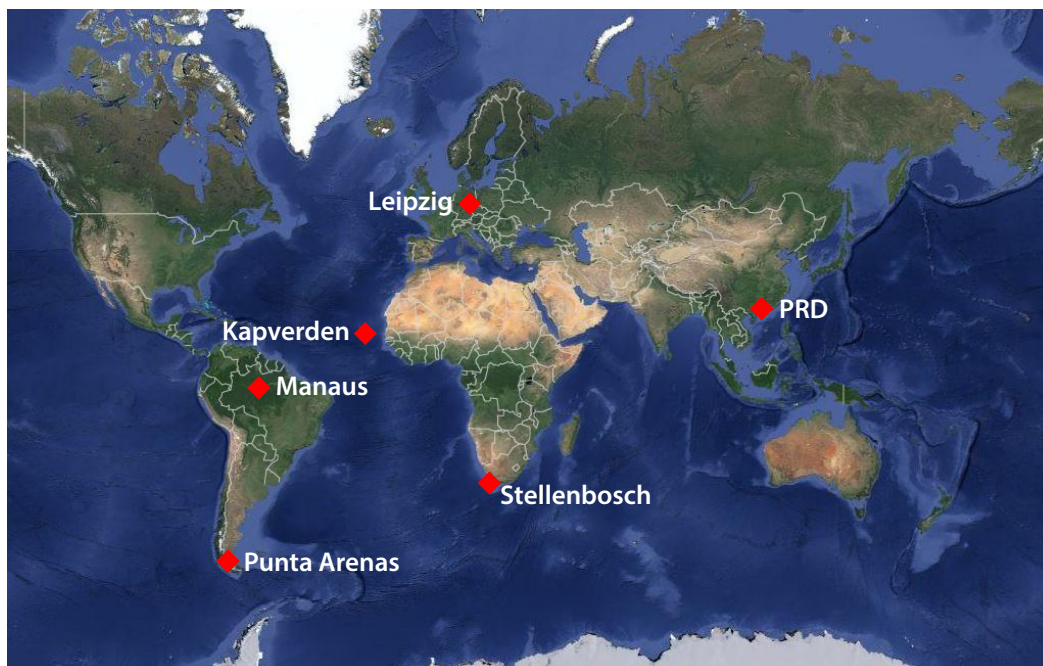 Leipzig
PRD
Kapverden
Manaus
Stellenbosch
Punta Arenas